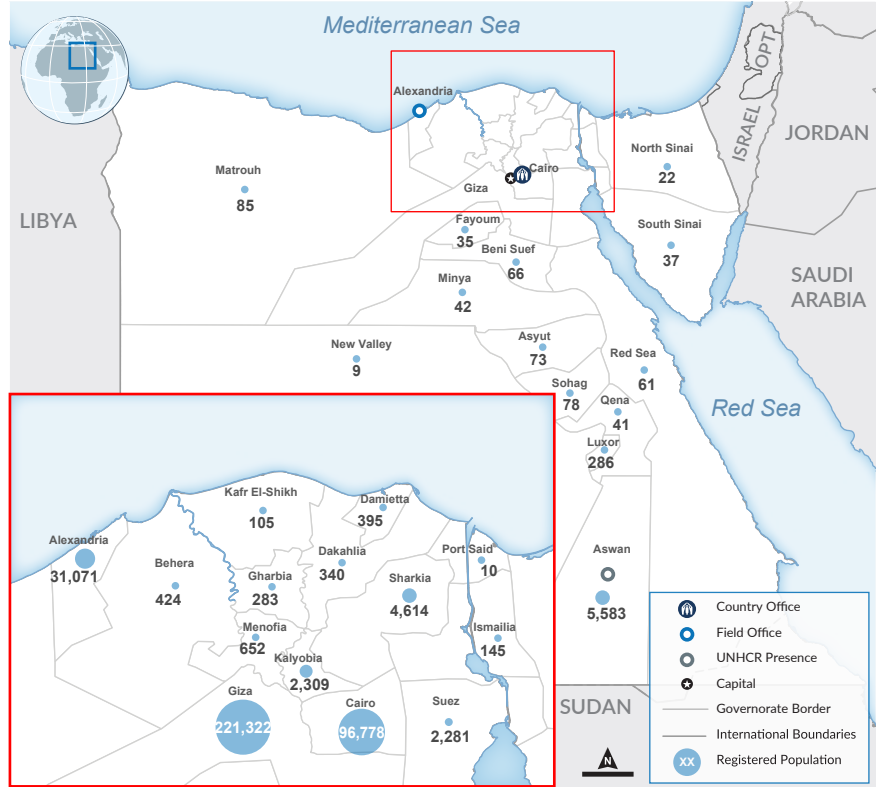 Mediterranean Sea
OPT
ISRAEL
JORDAN
Alexandria
North Sinai
22
Cairo
Matrouh
85
Giza
LIBYA
Fayoum
35
South Sinai
37
Beni Suef
66
SAUDI
ARABIA
Minya
42
New Valley
9
Asyut
73
Red Sea
61
Sohag
78
Qena
41
Red Sea
Luxor
286
Kafr El-Shikh
105
Damietta
395
Alexandria
31,071
Behera
424
Dakahlia
340
Port Said
10
Gharbia
283
Sharkia
4,614
Aswan
5,583
Menofia
652
Ismailia
145
Kalyobia
2,309
Giza
221,322
Cairo
96,778
Suez
2,281
SUDAN
N
Country Office
Field Office
UNHCR Presence
Capital
Governorate Border
International Boundaries
XX
Registered Population